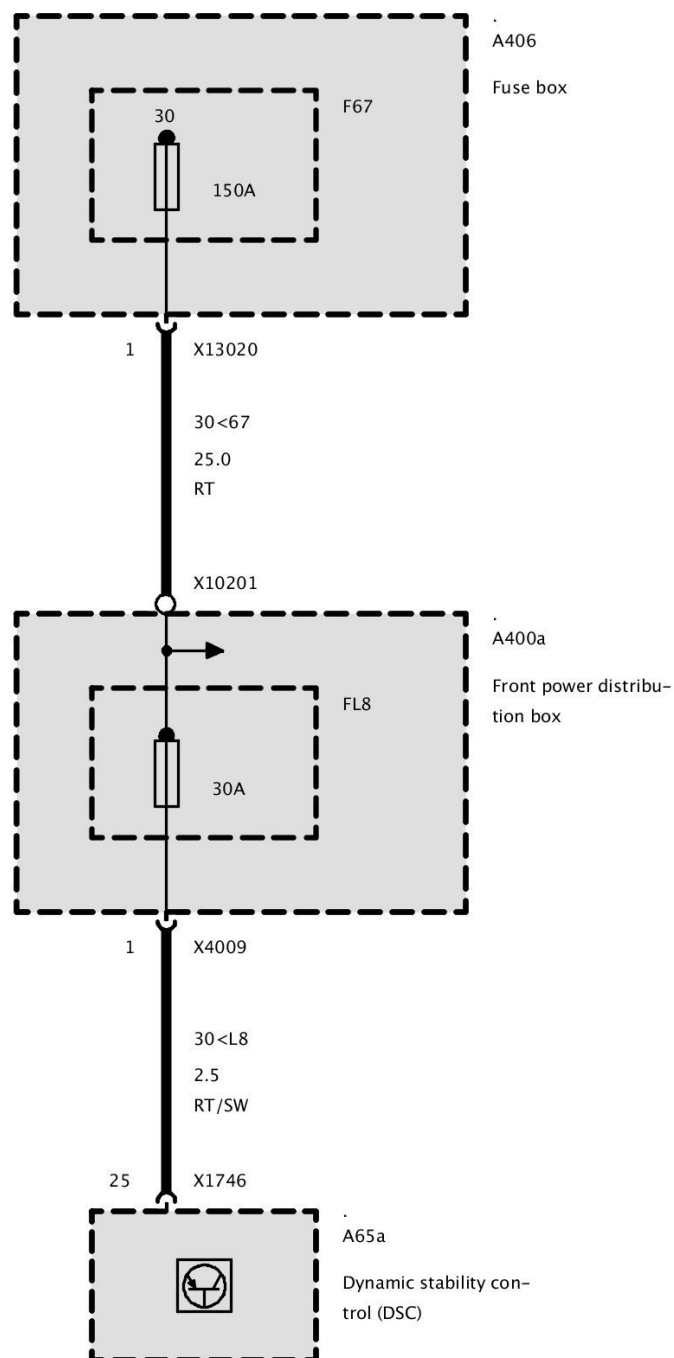 .
A406
Fuse box
F67
30
150A
1 X13020
30<67
25.0
RT
X10201
.
A400a
Front power distribu-
tion box
FL8
30A
1 X4009
30<L8
2.5
RT/SW
25 X1746
.
A65a
Dynamic stability con-
trol (DSC)